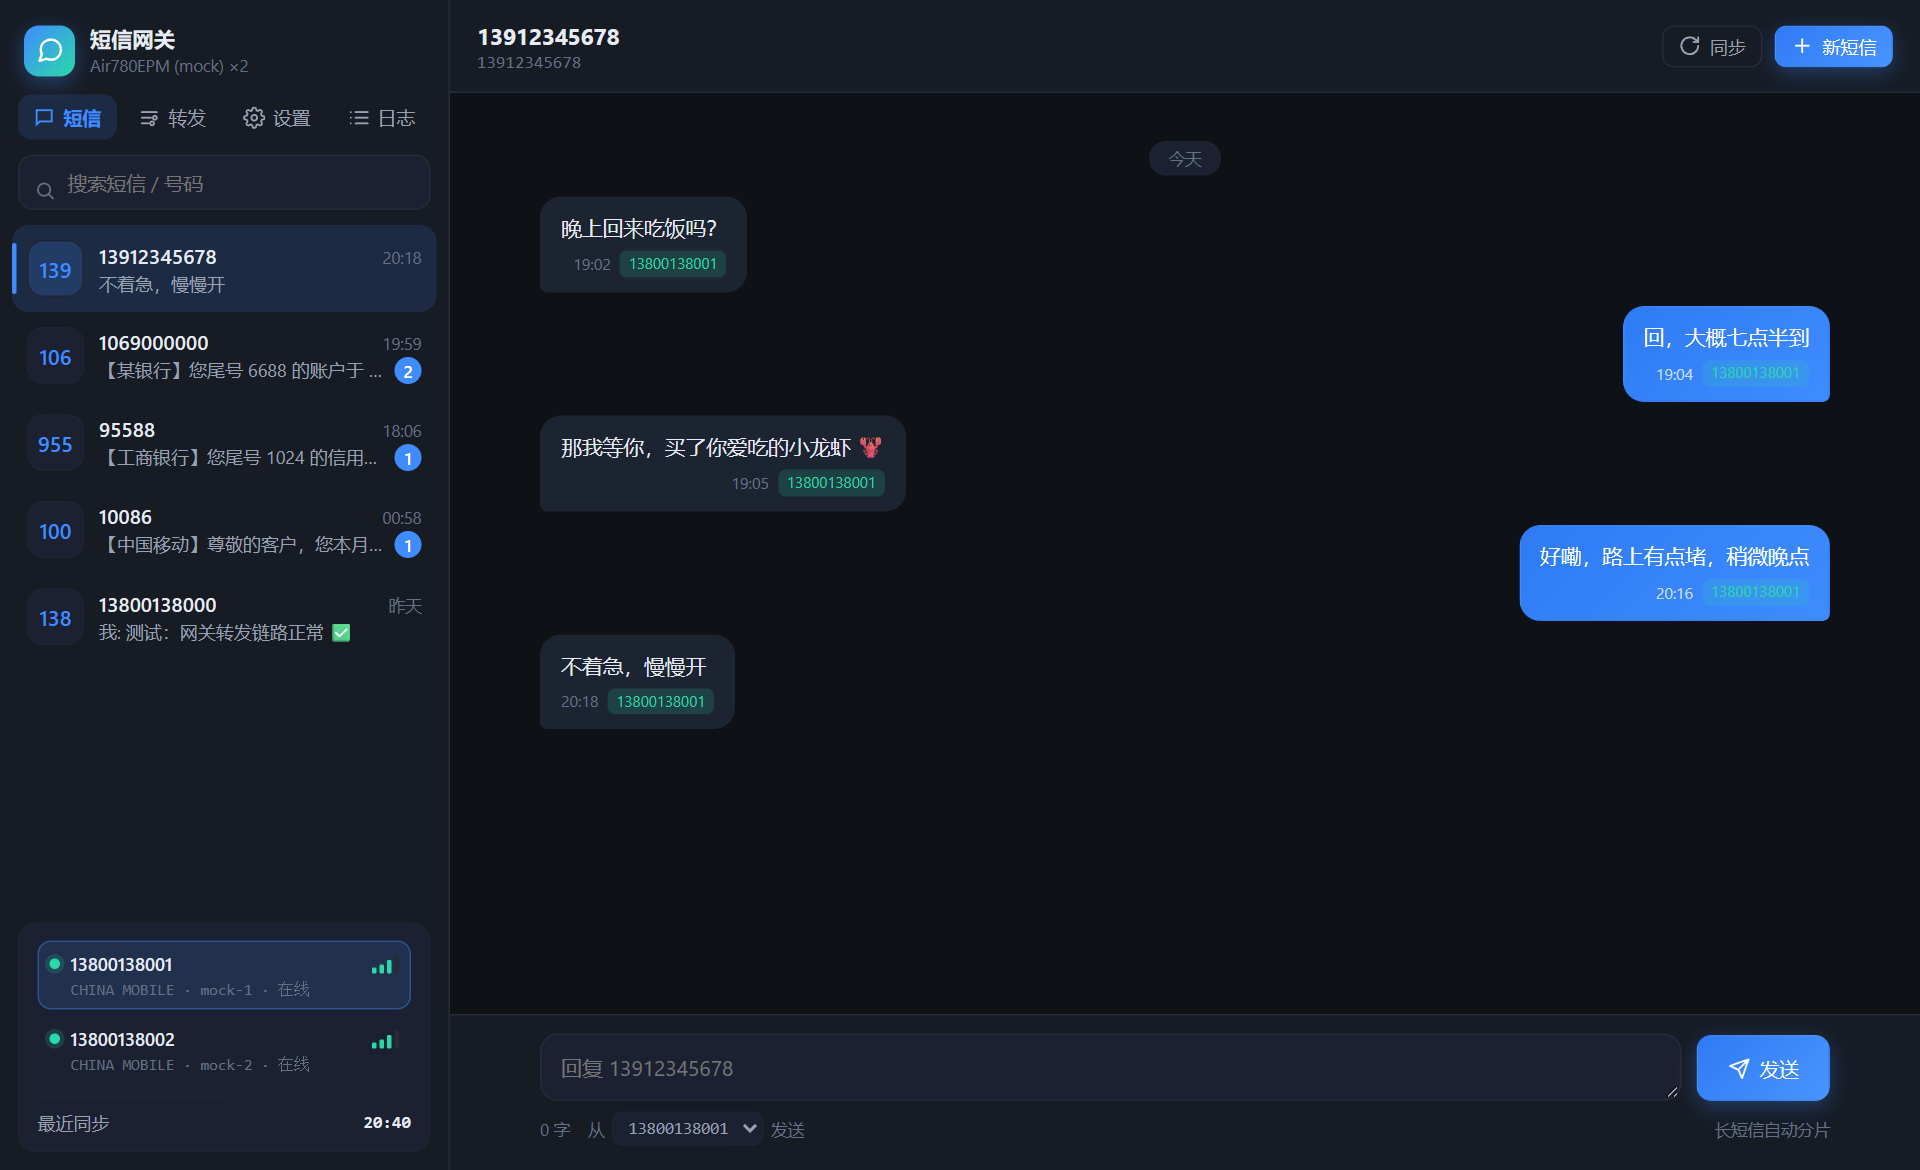 短信网关
Air780EPM (mock) ×2
短信
转发
设置
日志
搜索短信 / 号码
139
13912345678
20:18
不着急，慢慢开
106
1069000000
19:59
【某银行】您尾号 6688 的账户于 ...
2
955
95588
18:06
【工商银行】您尾号 1024 的信用...
1
100
10086
00:58
【中国移动】尊敬的客户，您本月...
1
138
13800138000
昨天
我: 测试：网关转发链路正常 ✅
13800138001
CHINA MOBILE · mock-1 · 在线
13800138002
CHINA MOBILE · mock-2 · 在线
最近同步
20:40
13912345678
13912345678
同步
新短信
今天
晚上回来吃饭吗？
19:02 13800138001
回，大概七点半到
19:04 13800138001
那我等你，买了你爱吃的小龙虾 🦞
19:05 13800138001
好嘞，路上有点堵，稍微晚点
20:16 13800138001
不着急，慢慢开
20:18 13800138001
回复 13912345678
发送
0 字 从 13800138001 发送
长短信自动分片